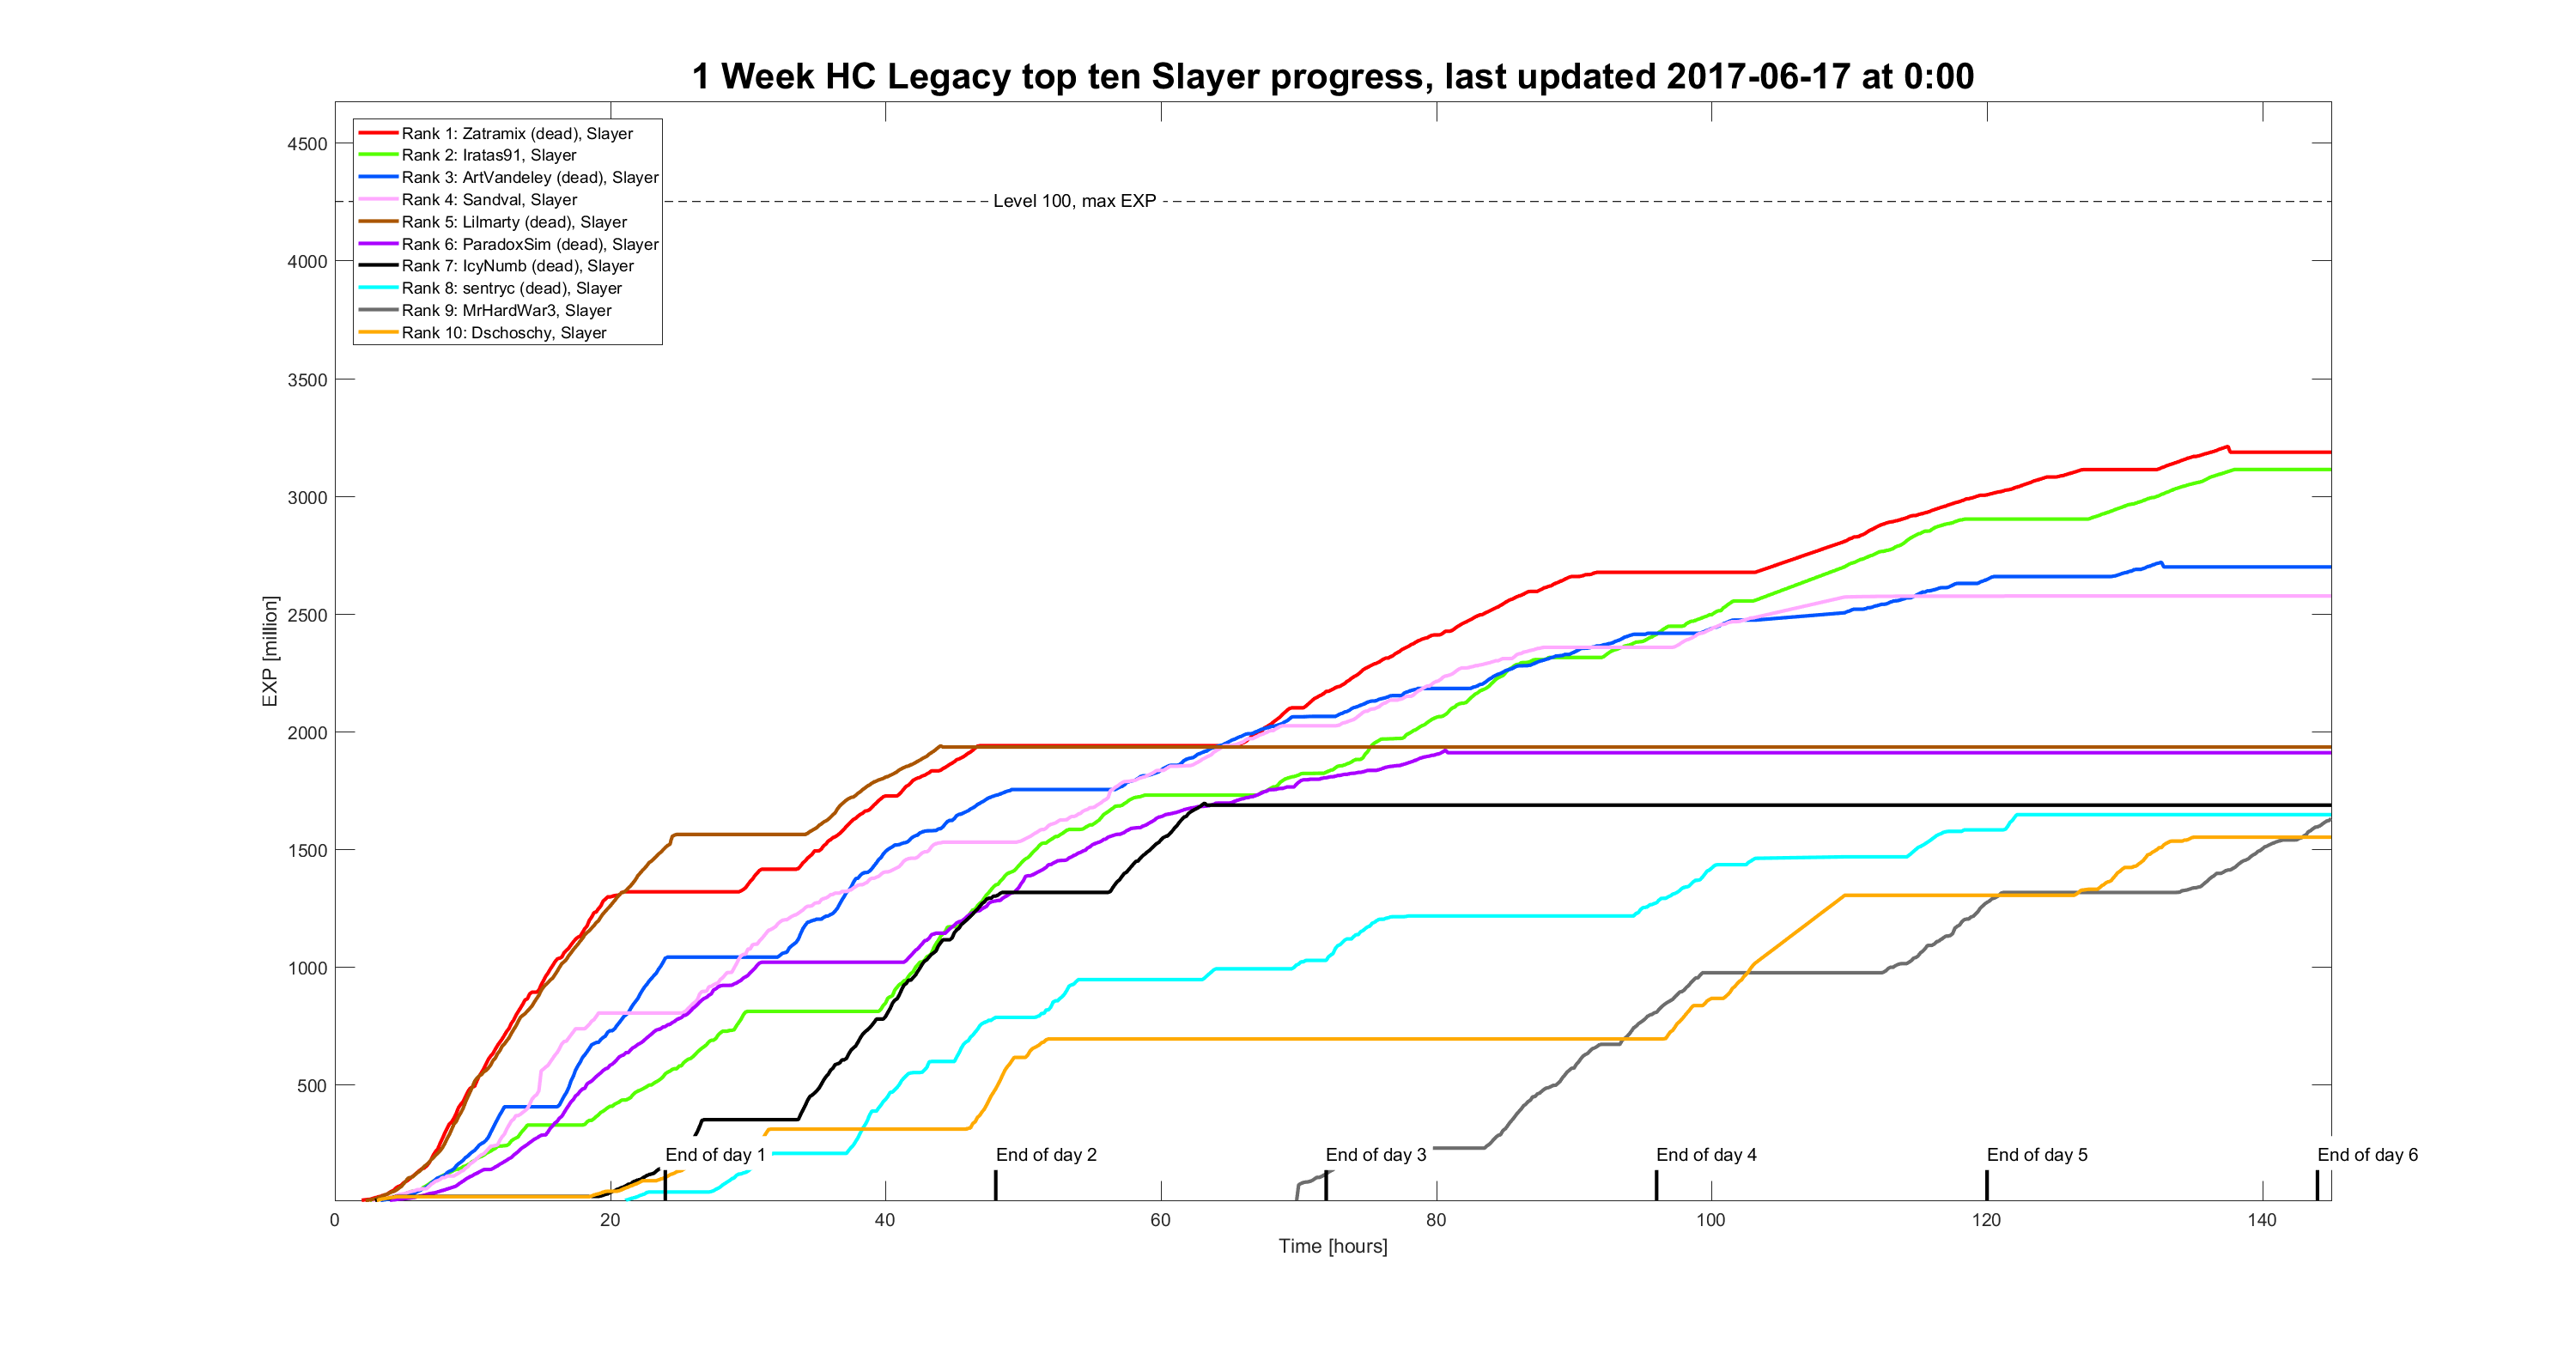 1 Week HC Legacy top ten Slayer progress, last updated 2017-06-17 at 0:00
Rank 1: Zatramix (dead), Slayer
Rank 2: Iratas91, Slayer
Rank 3: ArtVandeley (dead), Slayer
Rank 4: Sandval, Slayer
Rank 5: Lilmarty (dead), Slayer
Rank 6: ParadoxSim (dead), Slayer
Rank 7: IcyNumb (dead), Slayer
Rank 8: sentryc (dead), Slayer
Rank 9: MrHardWar3, Slayer
Rank 10: Dschoschy, Slayer
Level 100, max EXP
4500
4000
3500
3000
2500
2000
1500
1000
500
EXP [million]
End of day 1
End of day 2
End of day 3
End of day 4
End of day 5
End of day 6
0
20
40
60
80
100
120
140
Time [hours]